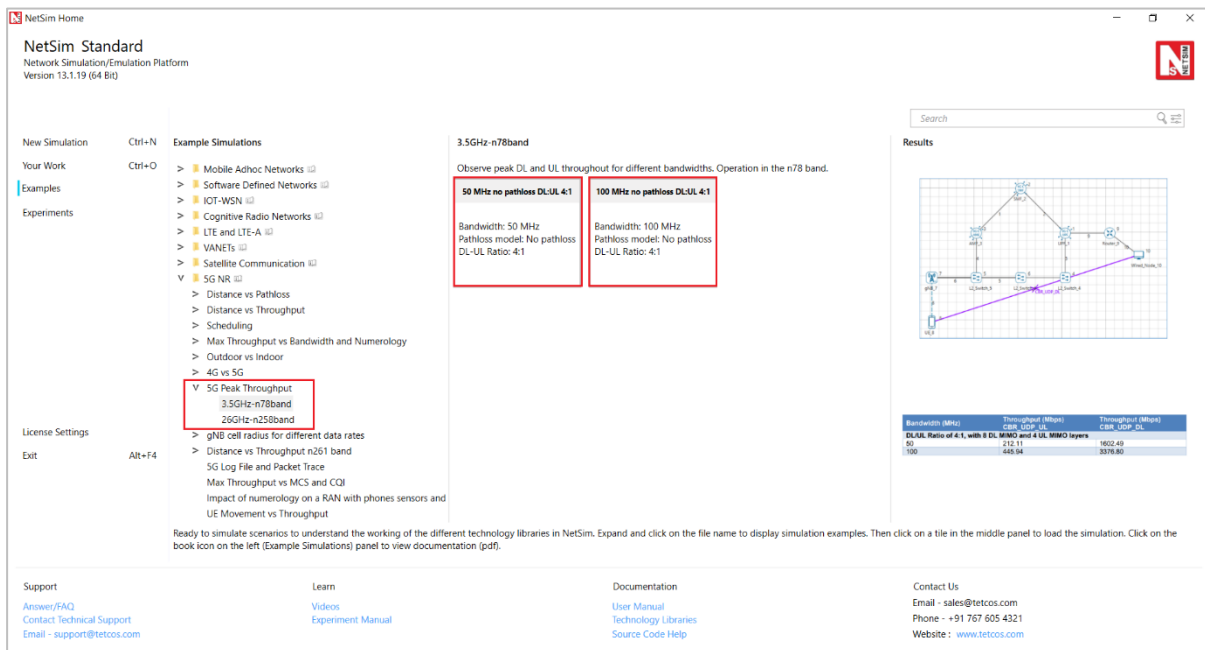 NetSim Home
NetSim Standard
Network Simulation/Emulation Platform
Version 13.1.19 (64 Bit)
NETSIM
Search
New Simulation Ctrl+N
Your Work Ctrl+O
Examples
Experiments
License Settings
Exit Alt+F4
Example Simulations
> Mobile Adhoc Networks
> Software Defined Networks
> IOT-WSN
> Cognitive Radio Networks
> LTE and LTE-A
> VANETs
> Satellite Communication
V 5G NR
> Distance vs Pathloss
> Distance vs Throughput
> Scheduling
> Max Throughput vs Bandwidth and Numerology
> Outdoor vs Indoor
> 4G vs 5G
V 5G Peak Throughput
3.5GHz-n78band
26GHz-n258band
> gNB cell radius for different data rates
> Distance vs Throughput n261 band
5G Log File and Packet Trace
Max Throughput vs MCS and CQI
Impact of numerology on a RAN with phones sensors and
UE Movement vs Throughput
3.5GHz-n78band
Observe peak DL and UL throughout for different bandwidths. Operation in the n78 band.
50 MHz no pathloss DL:UL 4:1
Bandwidth: 50 MHz
Pathloss model: No pathloss
DL-UL Ratio: 4:1
100 MHz no pathloss DL:UL 4:1
Bandwidth: 100 MHz
Pathloss model: No pathloss
DL-UL Ratio: 4:1
Results
Bandwidth (MHz) Throughput (Mbps) CBR_UDP_UL Throughput (Mbps) CBR_UDP_DL
DL/UL Ratio of 4:1, with 8 DL MIMO and 4 UL MIMO layers
50 212.11 1602.49
100 445.94 3376.80
Ready to simulate scenarios to understand the working of the different technology libraries in NetSim. Expand and click on the file name to display simulation examples. Then click on a tile in the middle panel to load the simulation. Click on the
book icon on the left (Example Simulations) panel to view documentation (pdf).
Support
Answer/FAQ
Contact Technical Support
Email - support@tetcos.com
Learn
Videos
Experiment Manual
Documentation
User Manual
Technology Libraries
Source Code Help
Contact Us
Email - sales@tetcos.com
Phone - +91 767 605 4321
Website : www.tetcos.com